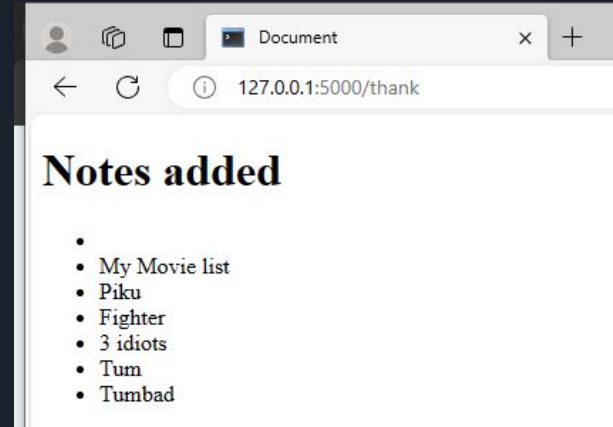 Document
127.0.0.1:5000/thank
Notes added
My Movie list
Piku
Fighter
3 idiots
Tum
Tumbad